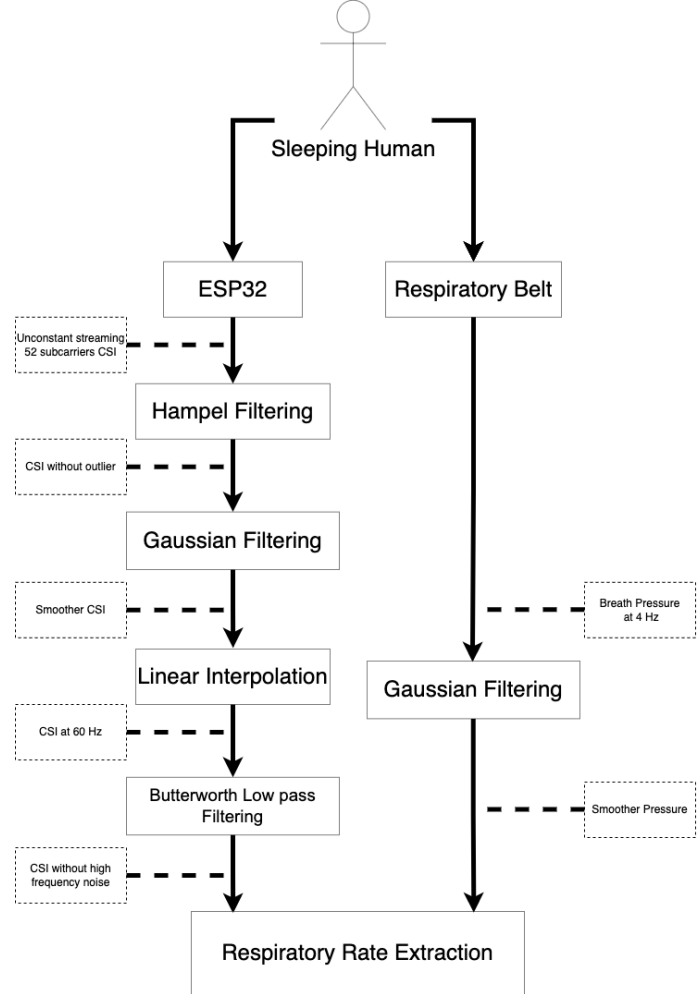 Sleeping Human
ESP32
Respiratory Belt
Unconstant streaming
52 subcarriers CSI
Hampel Filtering
CSI without outlier
Gaussian Filtering
Smoother CSI
Breath Pressure
at 4 Hz
Linear Interpolation
Gaussian Filtering
CSI at 60 Hz
Butterworth Low pass
Filtering
Smoother Pressure
CSI without high
frequency noise
Respiratory Rate Extraction